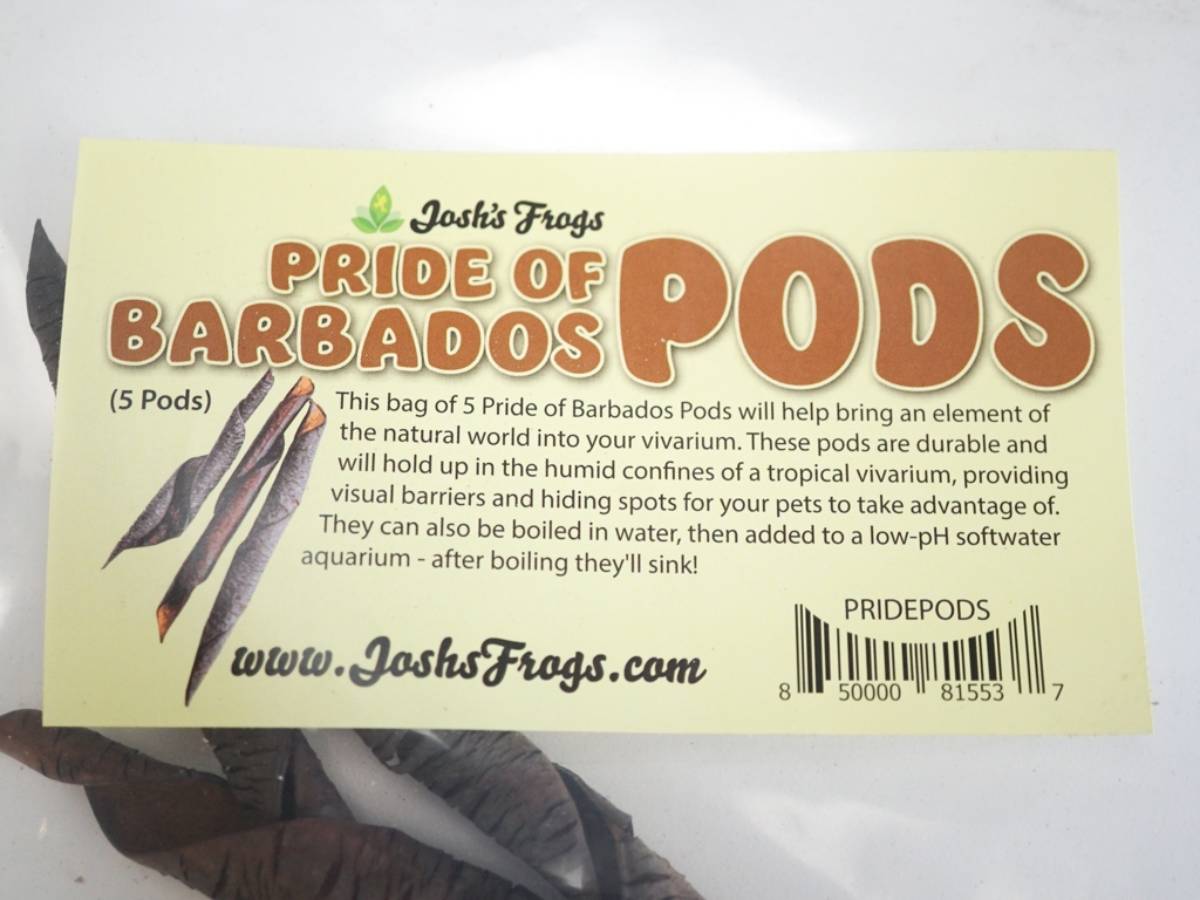 Josh's Frogs
PRIDE OF
BARBADOS
PODS
(5 Pods)
This bag of 5 Pride of Barbados Pods will help bring an element of
the natural world into your vivarium. These pods are durable and
will hold up in the humid confines of a tropical vivarium, providing
visual barriers and hiding spots for your pets to take advantage of.
They can also be boiled in water, then added to a low-pH softwater
aquarium - after boiling they'll sink!
www.JoshsFrogs.com
PRIDEPODS
8 50000 81553 7